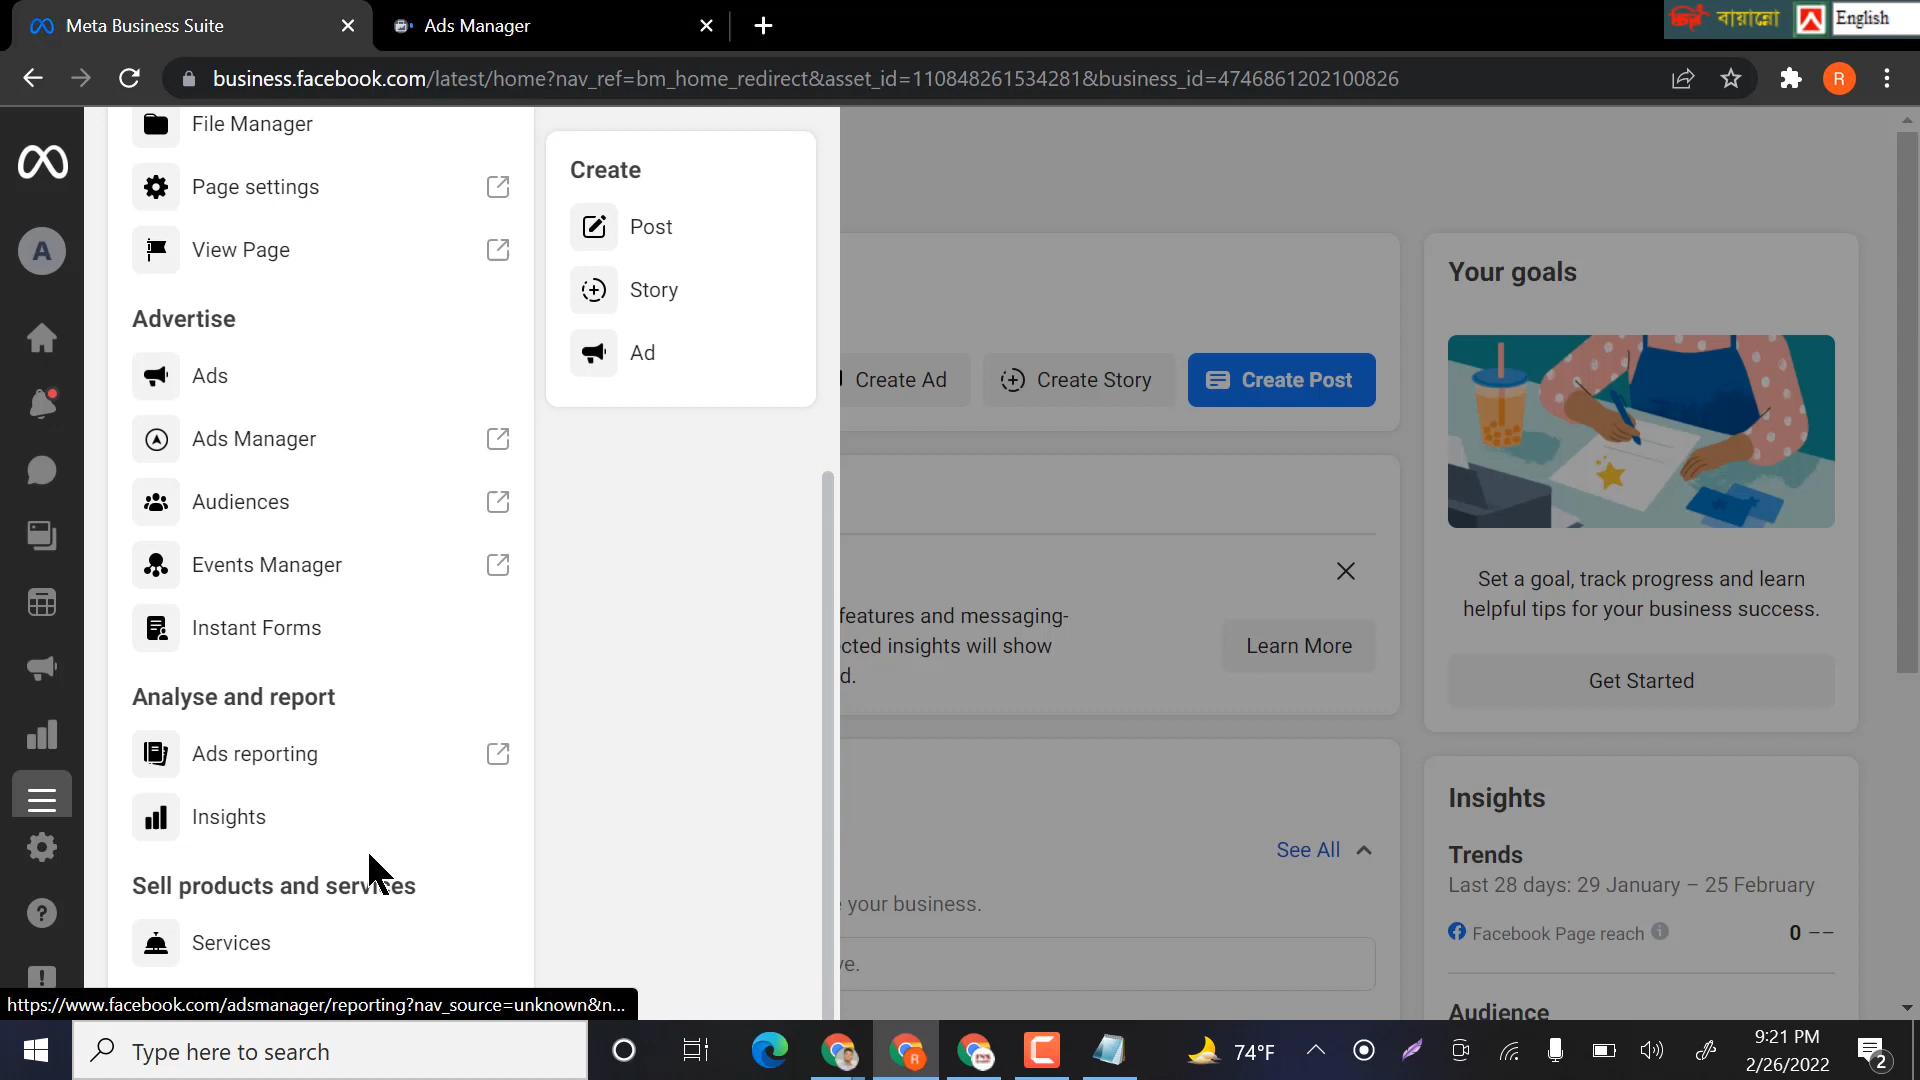 Meta Business Suite
Ads Manager
বায়ান্নো
English
business.facebook.com/latest/home?nav_ref=bm_home_redirect&asset_id=110848261534281&business_id=4746861202100826
R
A
File Manager
Page settings
View Page
Advertise
Ads
Ads Manager
Audiences
Events Manager
Instant Forms
Analyse and report
Ads reporting
Insights
Sell products and services
Services
Create
Post
Story
Ad
Create Ad
Create Story
Create Post
features and messaging-
cted insights will show
d.
Learn More
See All
your business.
ve.
Your goals
Set a goal, track progress and learn
helpful tips for your business success.
Get Started
Insights
Trends
Last 28 days: 29 January – 25 February
Facebook Page reach 0 --
Audience
https://www.facebook.com/adsmanager/reporting?nav_source=unknown&n...
Type here to search
R
74°F
9:21 PM
2/26/2022
2